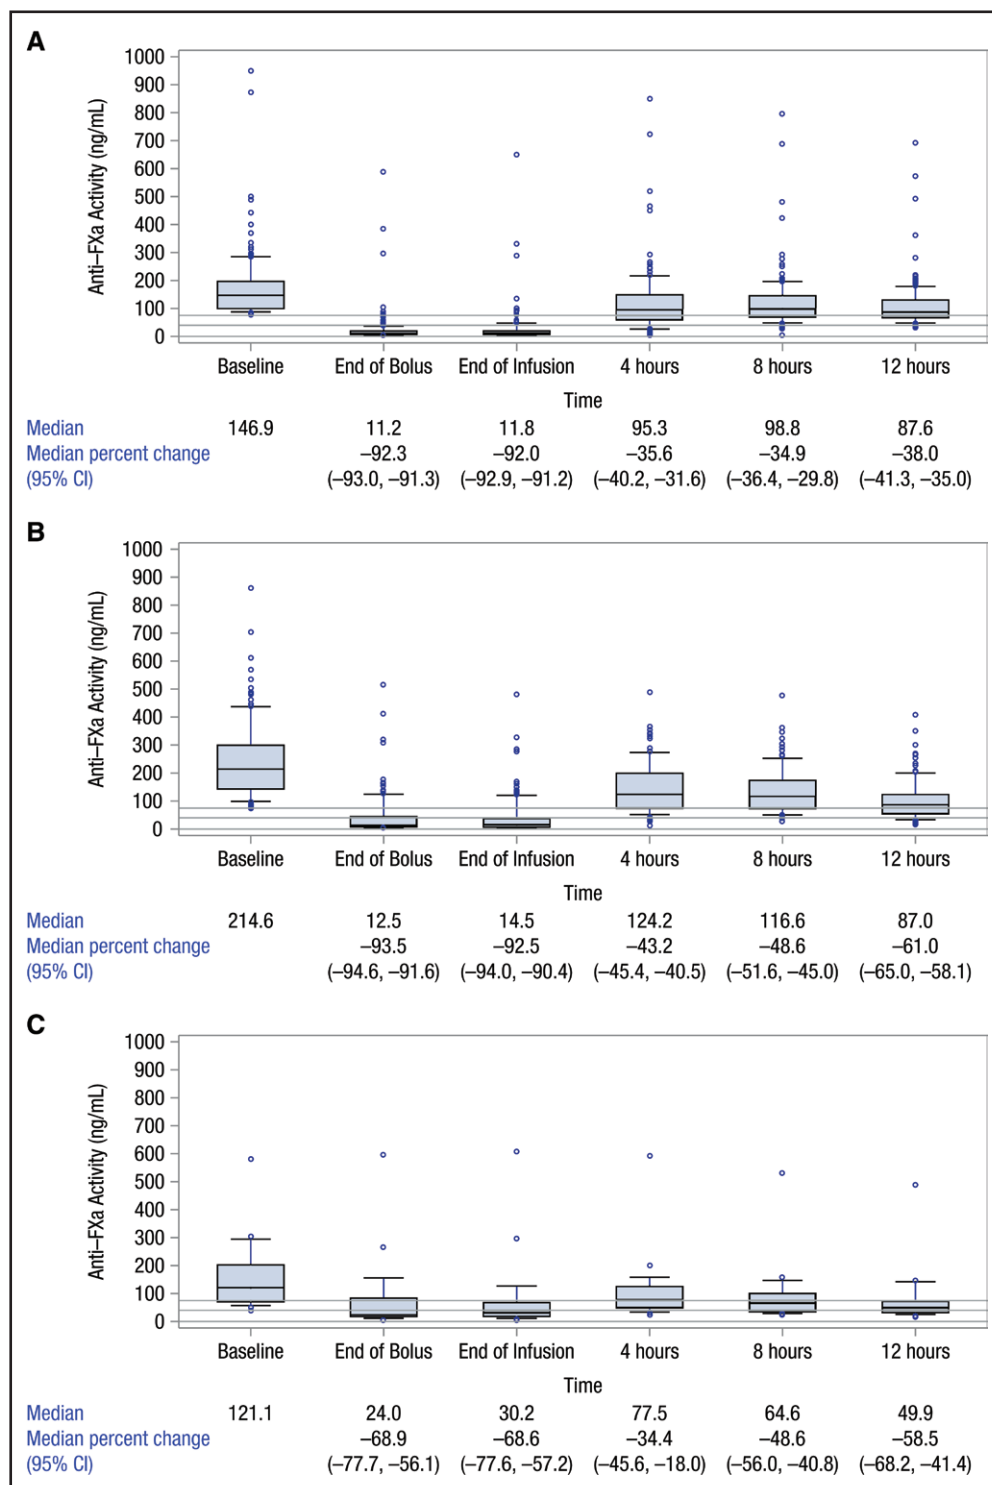 A
Anti–FXa Activity (ng/mL)
1000
900
800
700
600
500
400
300
200
100
0
Baseline End of Bolus End of Infusion 4 hours 8 hours 12 hours
Time
Median 146.9 11.2 11.8 95.3 98.8 87.6
Median percent change –92.3 –92.0 –35.6 –34.9 –38.0
(95% CI) (–93.0, –91.3) (–92.9, –91.2) (–40.2, –31.6) (–36.4, –29.8) (–41.3, –35.0)
B
Anti–FXa Activity (ng/mL)
1000
900
800
700
600
500
400
300
200
100
0
Baseline End of Bolus End of Infusion 4 hours 8 hours 12 hours
Time
Median 214.6 12.5 14.5 124.2 116.6 87.0
Median percent change –93.5 –92.5 –43.2 –48.6 –61.0
(95% CI) (–94.6, –91.6) (–94.0, –90.4) (–45.4, –40.5) (–51.6, –45.0) (–65.0, –58.1)
C
Anti–FXa Activity (ng/mL)
1000
900
800
700
600
500
400
300
200
100
0
Baseline End of Bolus End of Infusion 4 hours 8 hours 12 hours
Time
Median 121.1 24.0 30.2 77.5 64.6 49.9
Median percent change –68.9 –68.6 –34.4 –48.6 –58.5
(95% CI) (–77.7, –56.1) (–77.6, –57.2) (–45.6, –18.0) (–56.0, –40.8) (–68.2, –41.4)